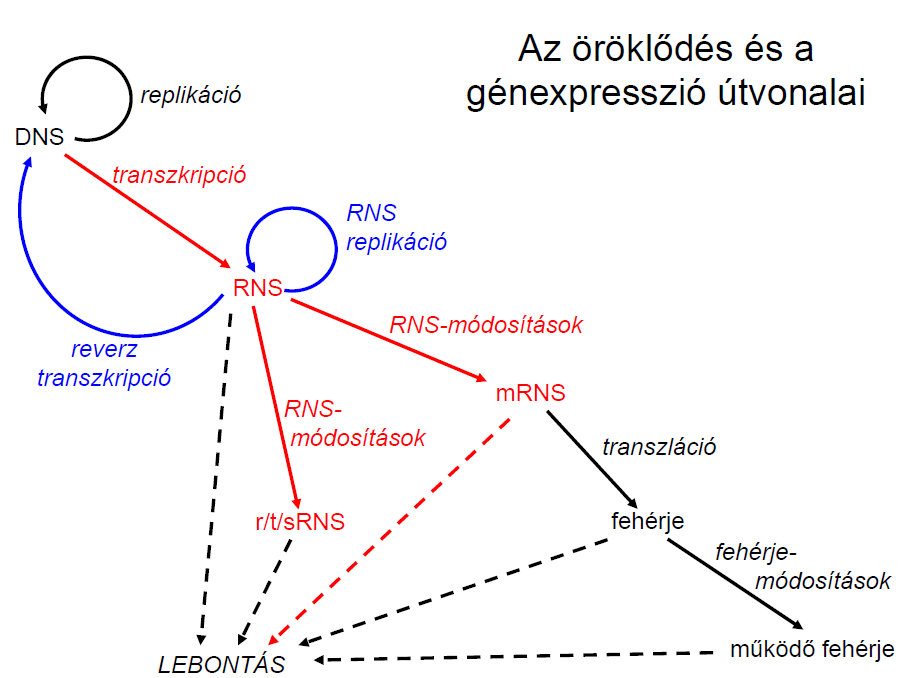 Az öröklődés és a
génexpresszió útvonalai
replikáció
DNS
transzkripció
RNS
replikáció
RNS
RNS-módosítások
reverz
transzkripció
mRNS
RNS-
módosítások
transzláció
r/t/sRNS
fehérje
fehérje-
módosítások
működő fehérje
LEBONTÁS